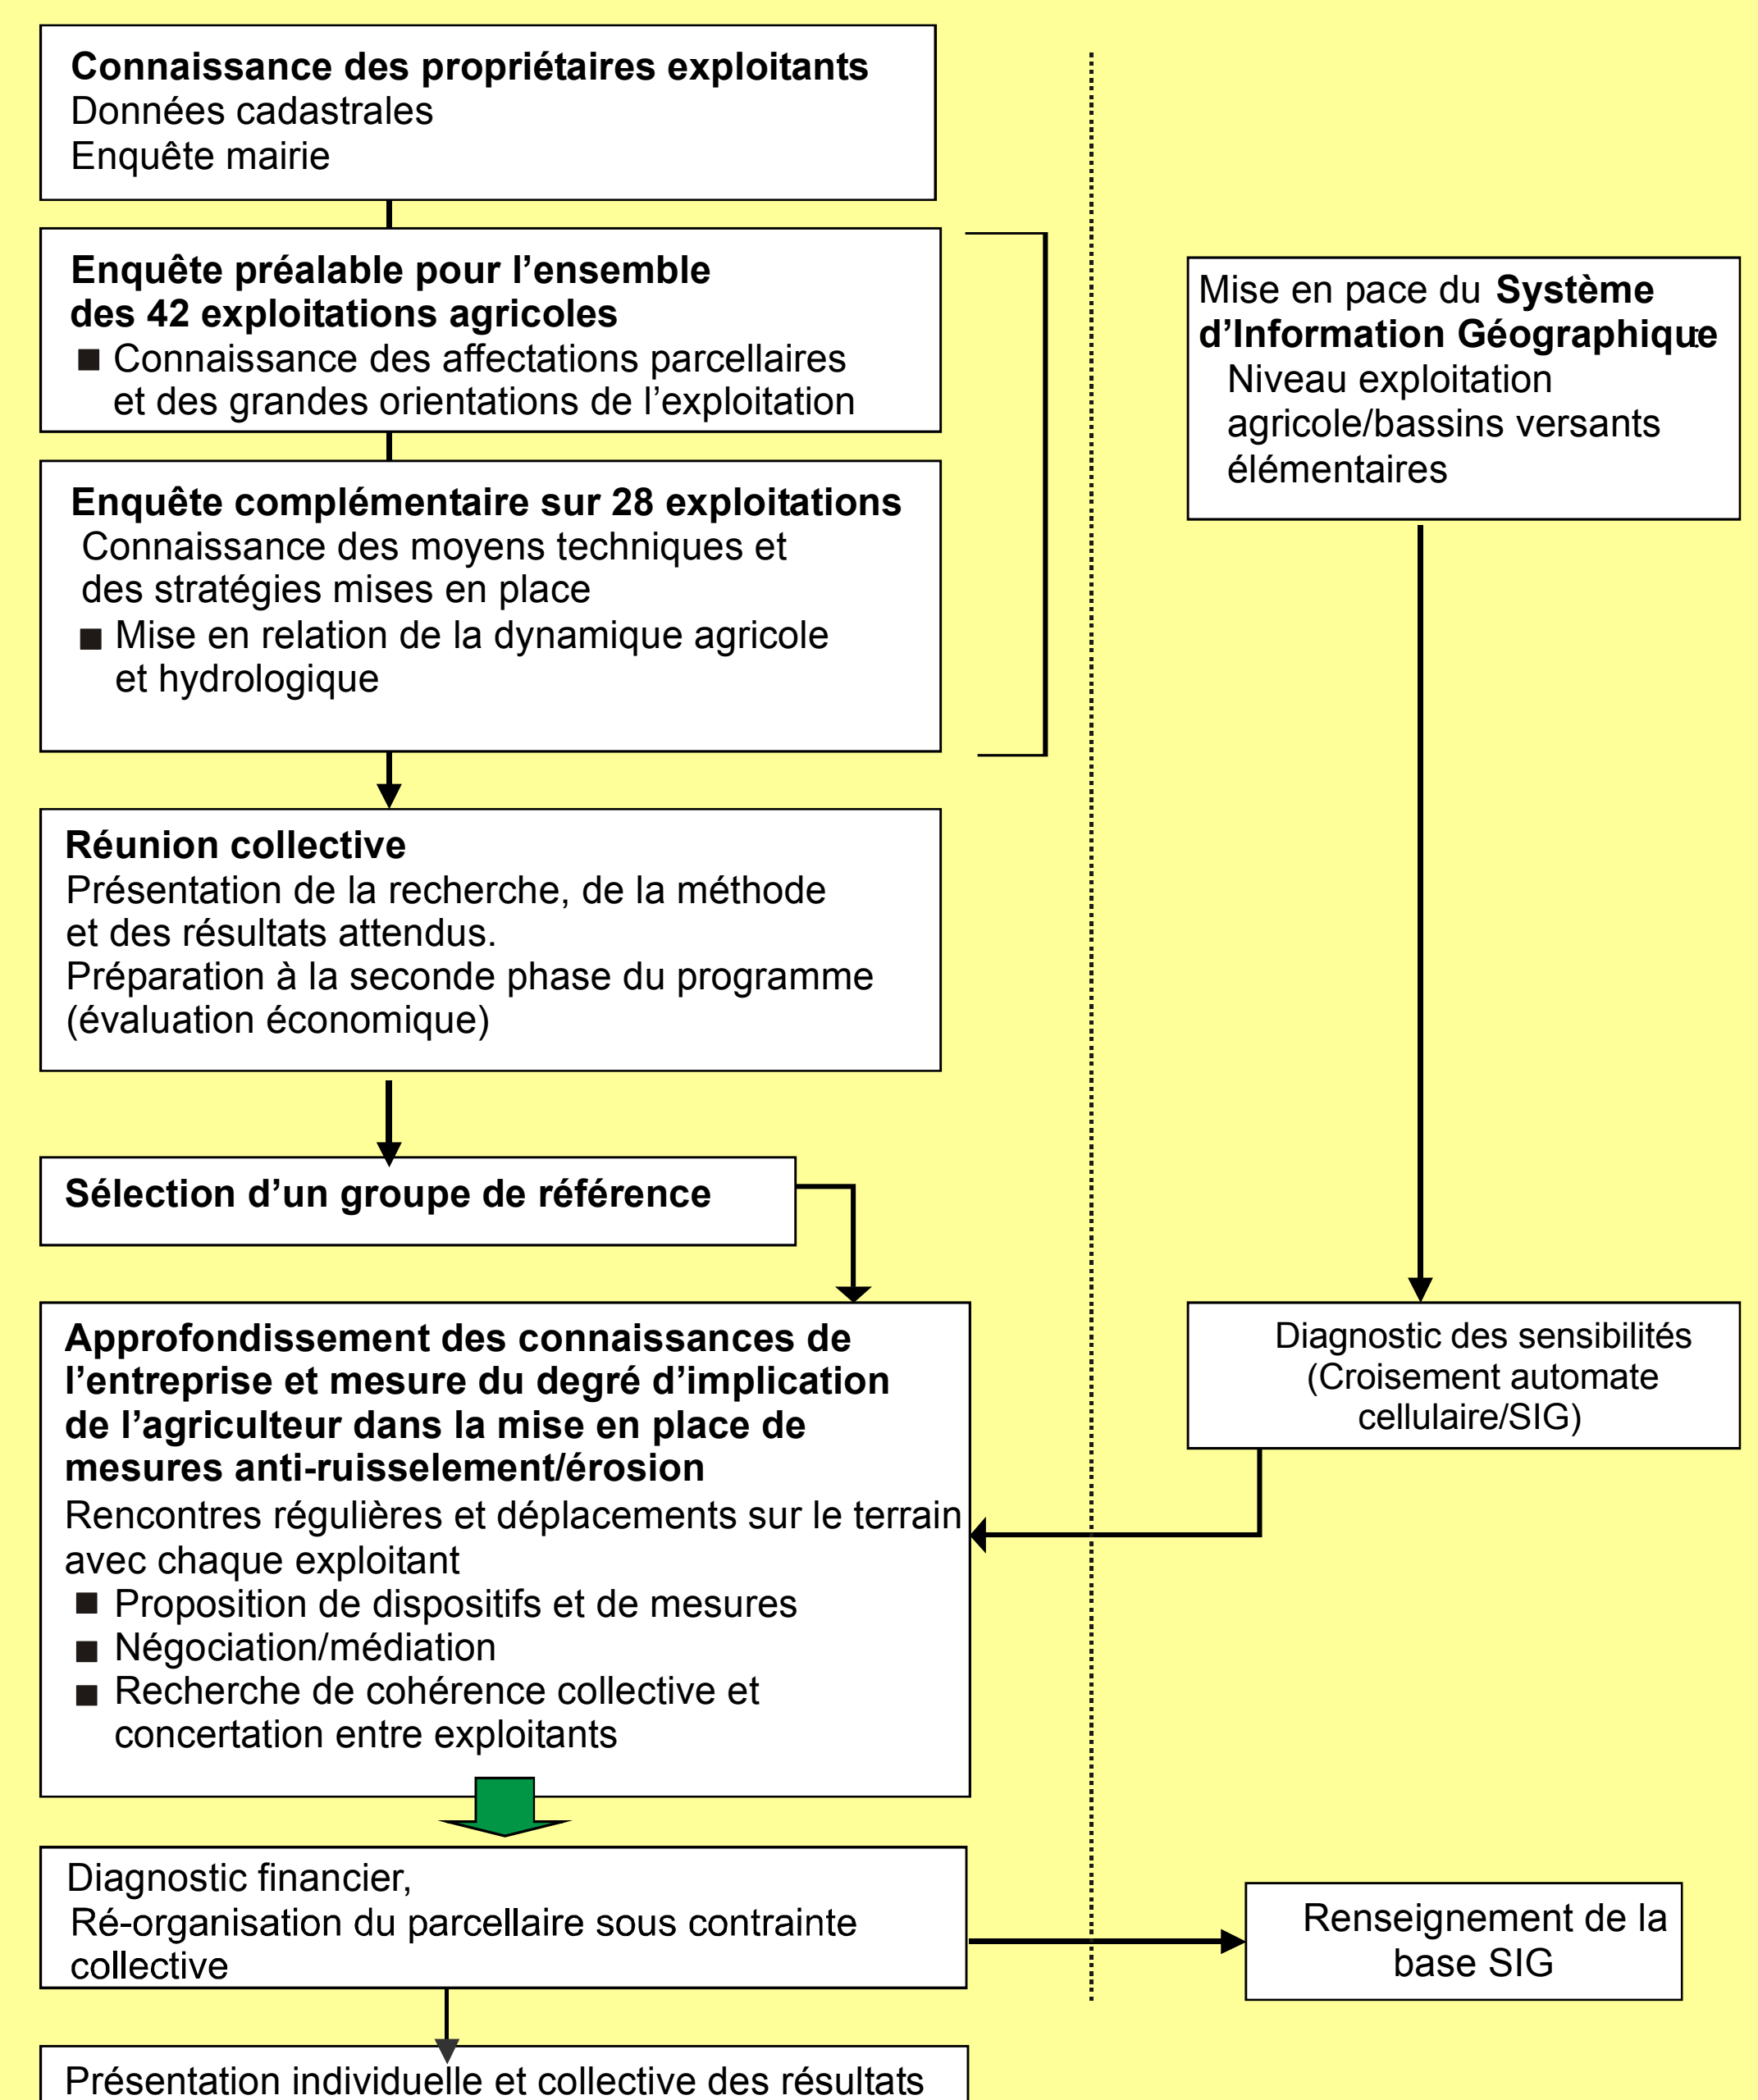 Connaissance des propriétaires exploitants
Données cadastrales
Enquête mairie
Enquête préalable pour l’ensemble
des 42 exploitations agricoles
■ Connaissance des affectations parcellaires
et des grandes orientations de l’exploitation
Enquête complémentaire sur 28 exploitations
Connaissance des moyens techniques et
des stratégies mises en place
■ Mise en relation de la dynamique agricole
et hydrologique
Réunion collective
Présentation de la recherche, de la méthode
et des résultats attendus.
Préparation à la seconde phase du programme
(évaluation économique)
Sélection d’un groupe de référence
Approfondissement des connaissances de
l’entreprise et mesure du degré d’implication
de l’agriculteur dans la mise en place de
mesures anti-ruisselement/érosion
Rencontres régulières et déplacements sur le terrain
avec chaque exploitant
■ Proposition de dispositifs et de mesures
■ Négociation/médiation
■ Recherche de cohérence collective et
concertation entre exploitants
Diagnostic financier,
Ré-organisation du parcellaire sous contrainte
collective
Présentation individuelle et collective des résultats
Mise en pace du Système
d’Information Géographique
Niveau exploitation
agricole/bassins versants
élémentaires
Diagnostic des sensibilités
(Croisement automate
cellulaire/SIG)
Renseignement de la
base SIG